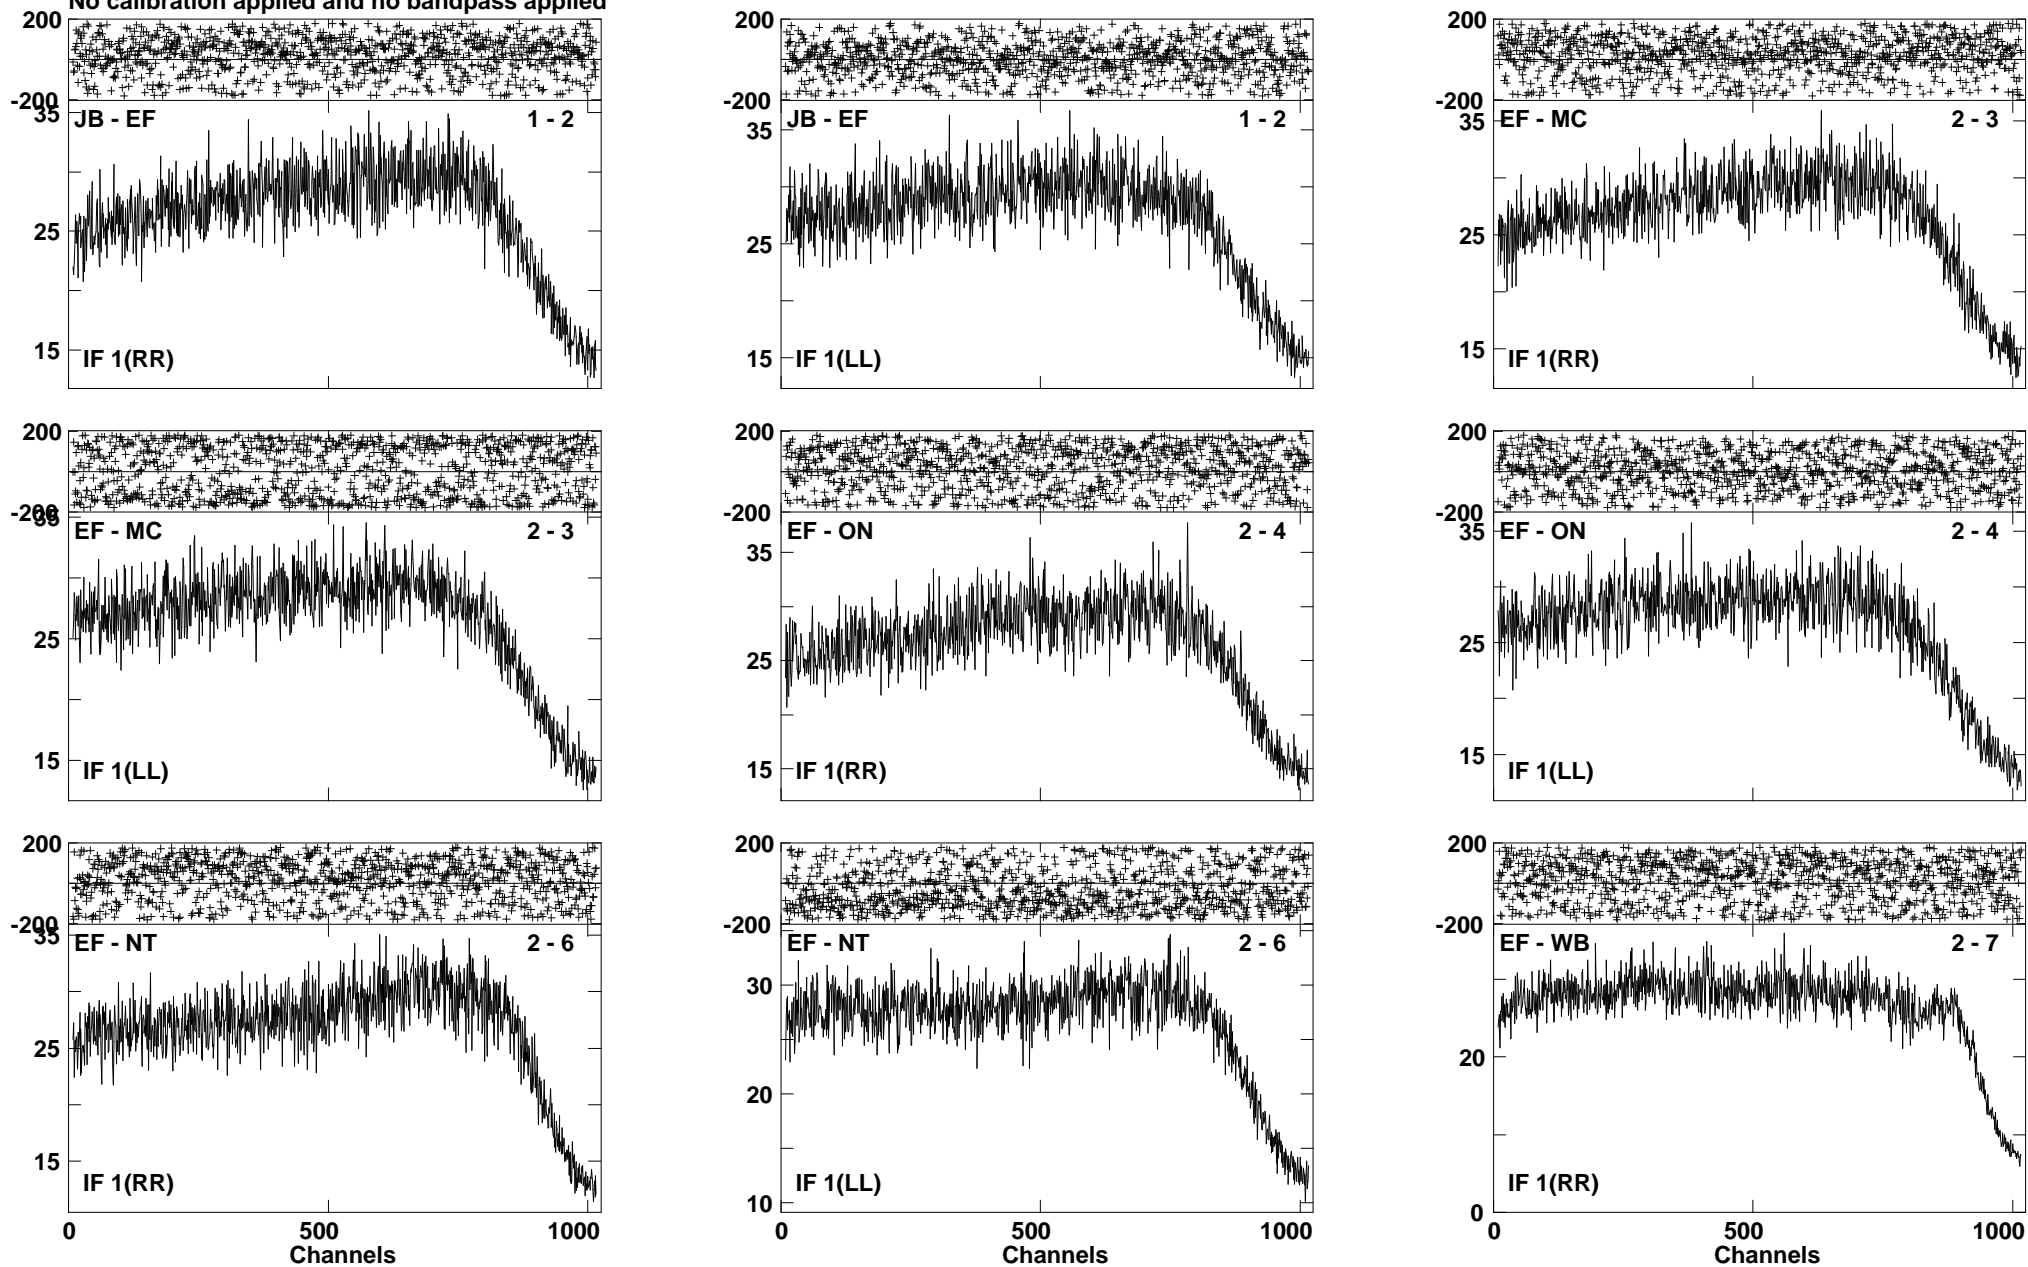 No calibration applied and no bandpass applied
200
-200
35
25
15
JB - EF 1 - 2
IF 1(RR)
200
-200
35
25
15
JB - EF 1 - 2
IF 1(LL)
200
-200
35
25
15
EF - MC 2 - 3
IF 1(RR)
200
-200
35
25
15
EF - MC 2 - 3
IF 1(LL)
200
-200
35
25
15
EF - ON 2 - 4
IF 1(RR)
200
-200
35
25
15
EF - ON 2 - 4
IF 1(LL)
200
-200
35
25
15
EF - NT 2 - 6
IF 1(RR)
0 500 1000
Channels
200
-200
30
20
10
EF - NT 2 - 6
IF 1(LL)
0 500 1000
Channels
200
-200
20
0
EF - WB 2 - 7
IF 1(RR)
0 500 1000
Channels